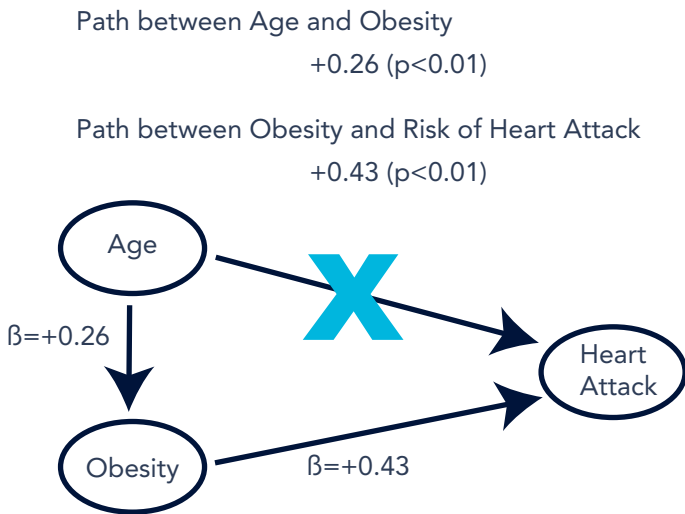 Path between Age and Obesity
+0.26 (p<0.01)
Path between Obesity and Risk of Heart Attack
+0.43 (p<0.01)
Age
X
ß=+0.26
Heart
Attack
Obesity
ß=+0.43